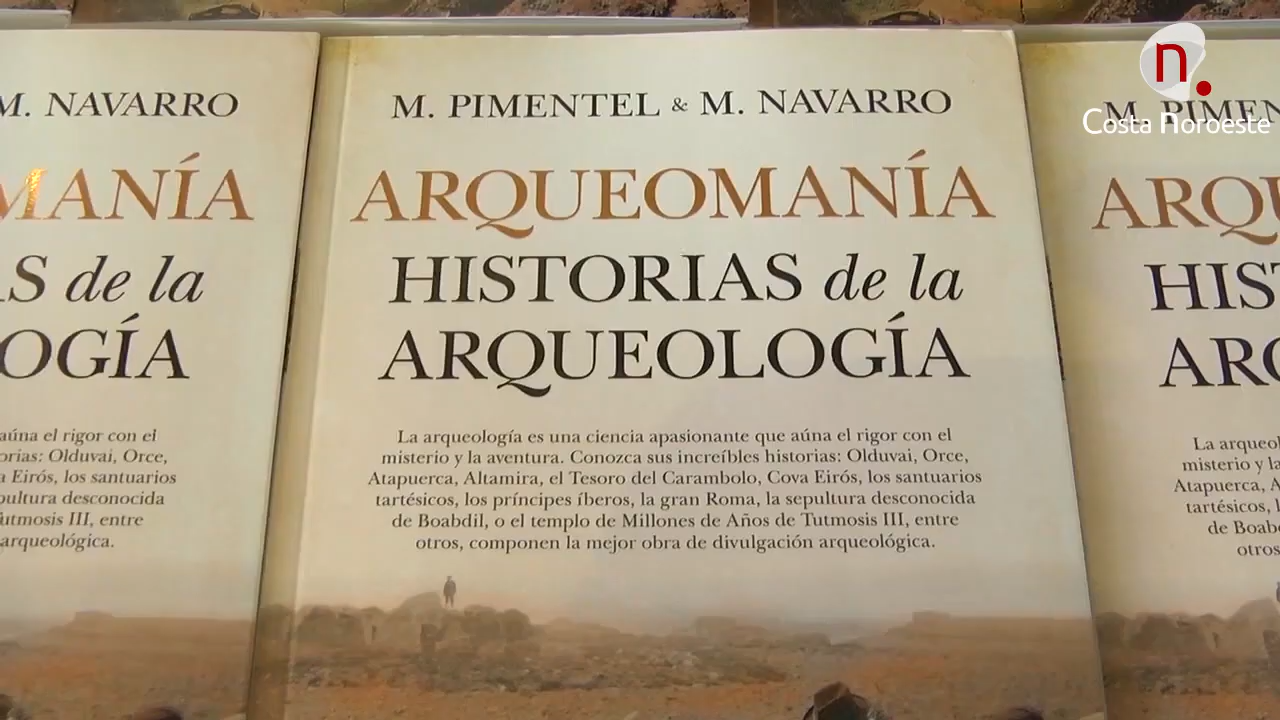 M. NAVARRO
MANÍA
S de la
OGÍA
aúna el rigor con el
orias: Olduvai, Orce,
a Eirós, los santuarios
sepultura desconocida
Tutmosis III, entre
arqueológica.
M. PIMENTEL & M. NAVARRO
ARQUEOMANÍA
HISTORIAS de la
ARQUEOLOGÍA
La arqueología es una ciencia apasionante que aúna el rigor con el
misterio y la aventura. Conozca sus increíbles historias: Olduvai, Orce,
Atapuerca, Altamira, el Tesoro del Carambolo, Cova Eirós, los santuarios
tartésicos, los príncipes íberos, la gran Roma, la sepultura desconocida
de Boabdil, o el templo de Millones de Años de Tutmosis III, entre
otros, componen la mejor obra de divulgación arqueológica.
n.
Costa noroeste
M. PIMEN
ARQU
HIS
ARQ
La arqueol
misterio y la
Atapuerca, A
tartésicos, l
de Boabd
otros